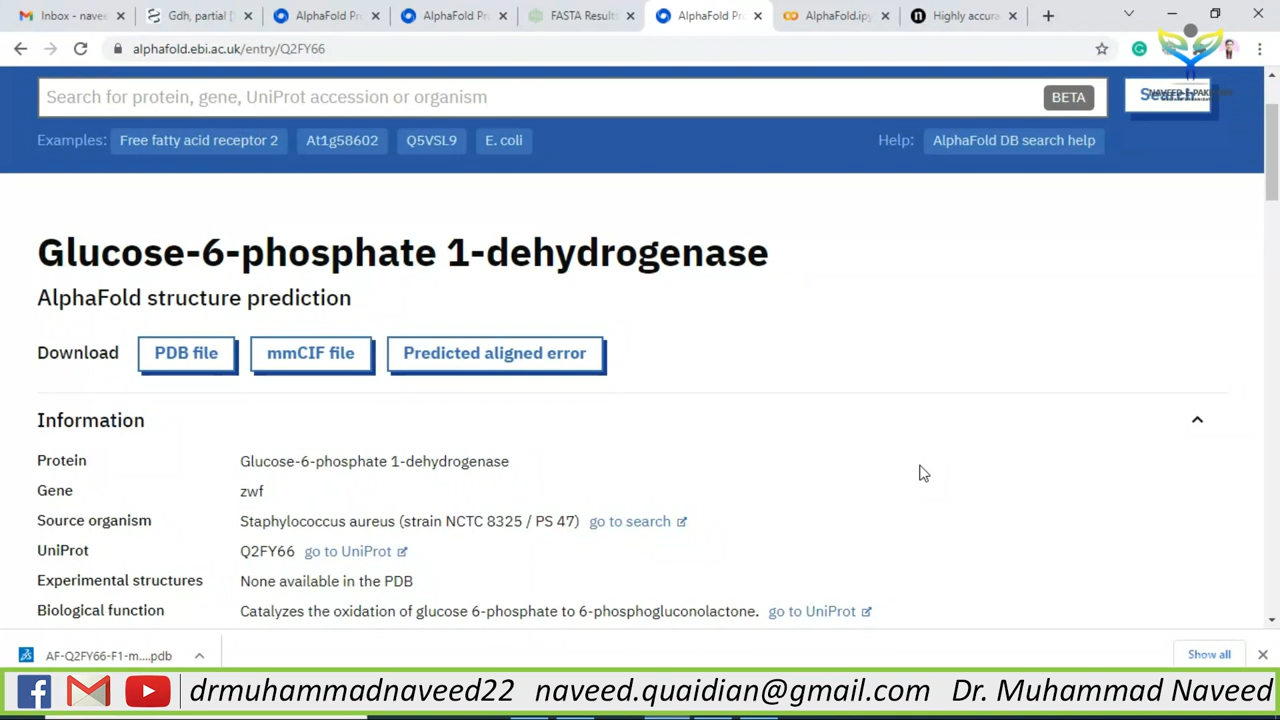 Inbox - navee
Gdh, partial [
AlphaFold Pr
AlphaFold Pr
FASTA Results
AlphaFold Pr
AlphaFold.ipy
Highly accura
alphafold.ebi.ac.uk/entry/Q2FY66
Search for protein, gene, UniProt accession or organism
BETA
Search
Examples: Free fatty acid receptor 2 At1g58602 Q5VSL9 E. coli Help: AlphaFold DB search help
Glucose-6-phosphate 1-dehydrogenase
AlphaFold structure prediction
Download PDB file mmCIF file Predicted aligned error
Information
Protein Glucose-6-phosphate 1-dehydrogenase
Gene zwf
Source organism Staphylococcus aureus (strain NCTC 8325 / PS 47) go to search
UniProt Q2FY66 go to UniProt
Experimental structures None available in the PDB
Biological function Catalyzes the oxidation of glucose 6-phosphate to 6-phosphogluconolactone. go to UniProt
AF-Q2FY66-F1-m....pdb
Show all
drmuhammadnaveed22 naveed.quaidian@gmail.com Dr. Muhammad Naveed